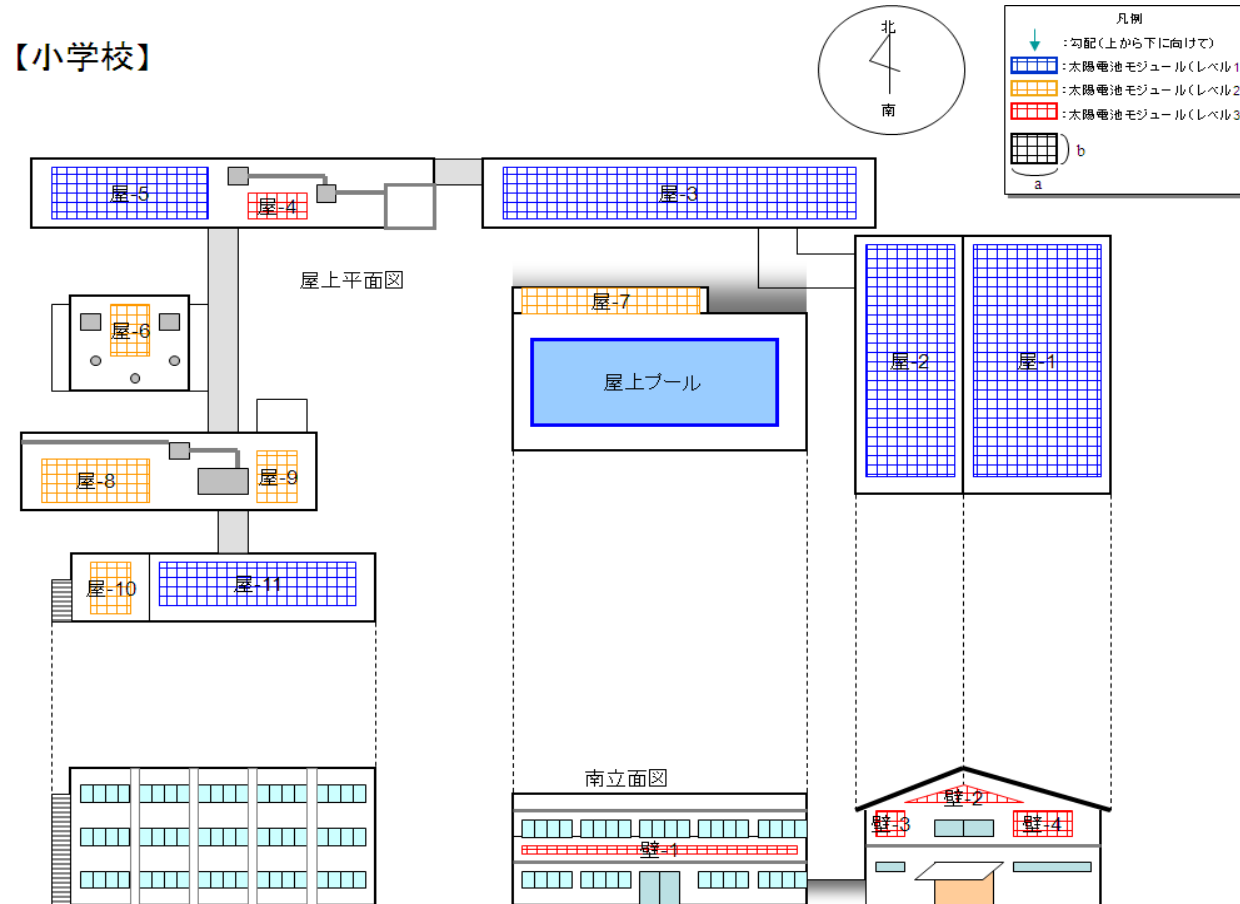 【小学校】
北
南
凡例
：勾配(上から下に向けて)
：太陽電池モジュール(レベル1
：太陽電池モジュール(レベル2
：太陽電池モジュール(レベル3
b
a
屋-5
屋-4
屋-3
屋上平面図
屋-6
屋-7
屋上プール
屋-2
屋-1
屋-8
屋-9
屋-10
屋-11
南立面図
壁-1
壁-2
壁-3
壁-4